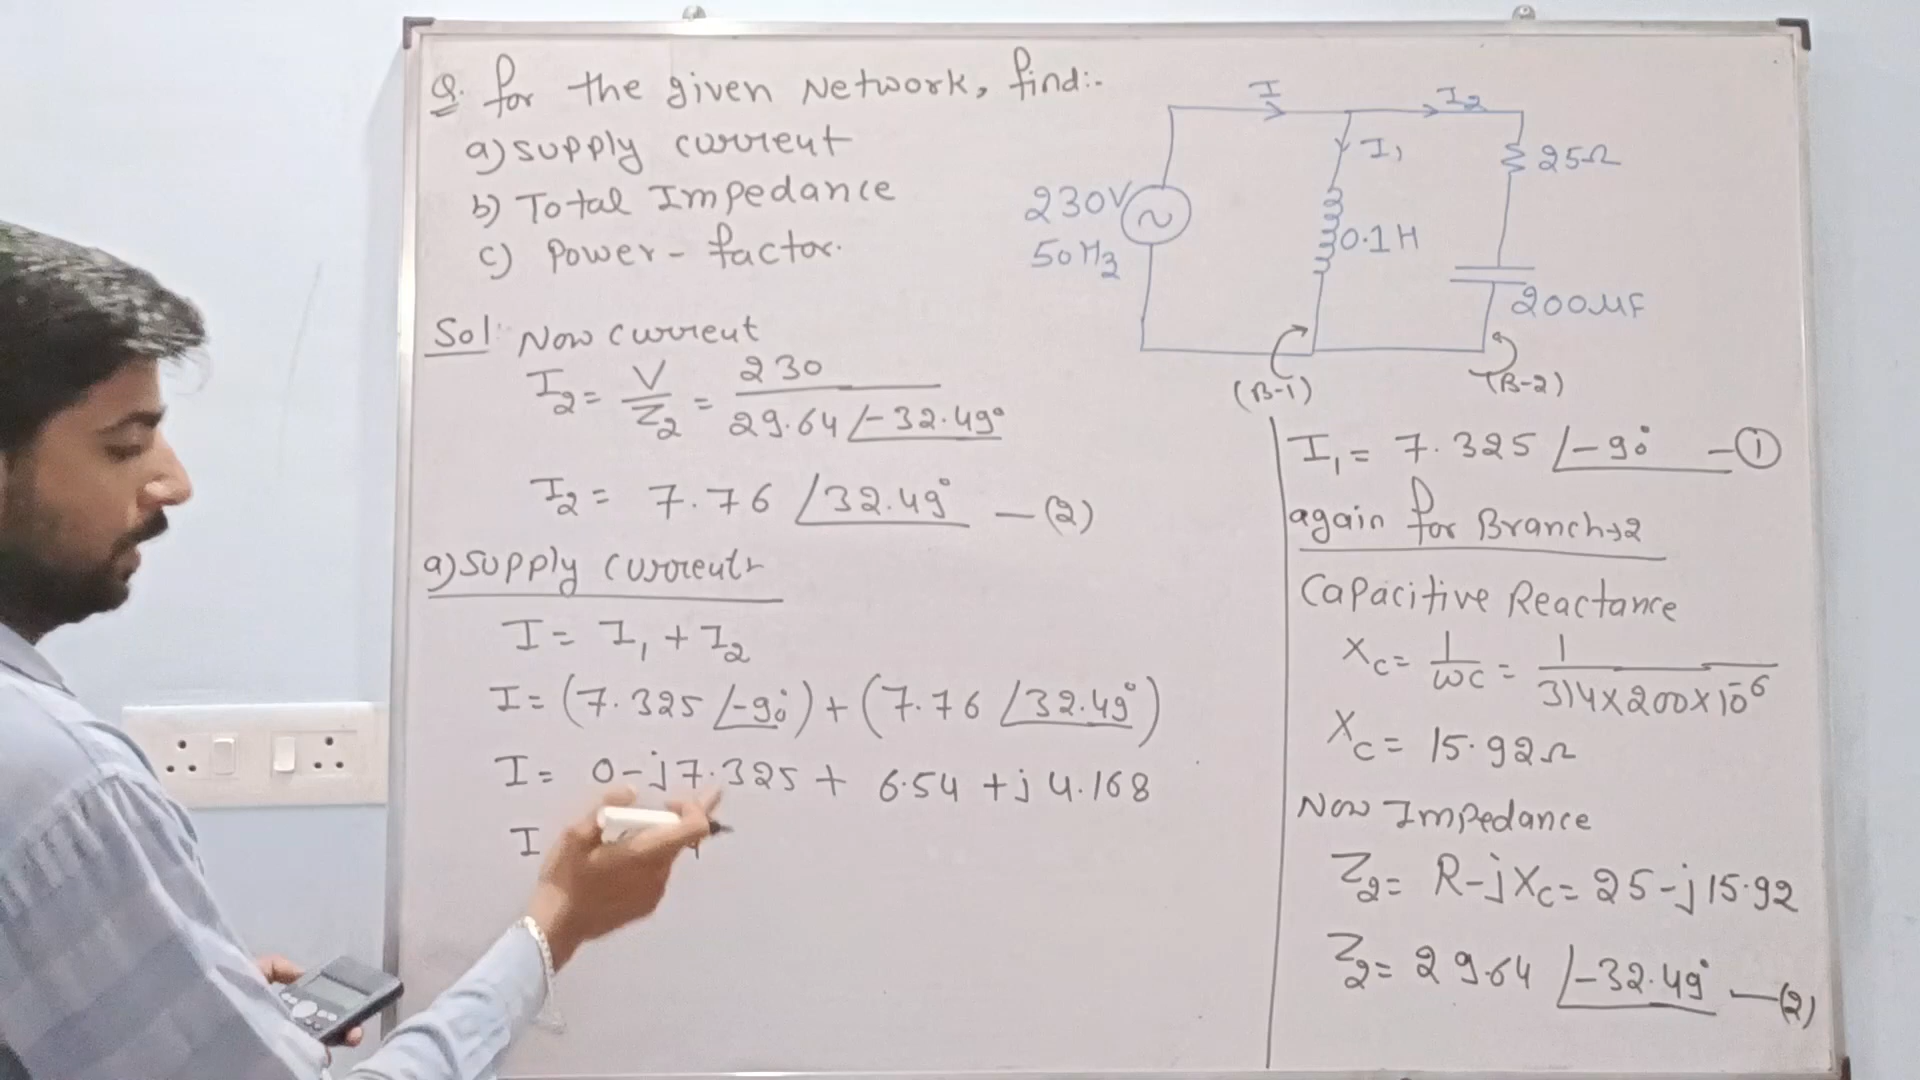 Q. for the given Network, find:-
a) supply current
b) Total Impedance
c) Power-factor.
I
I2
I1
25Ω
230V
50Hz
0.1H
200μF
(B-1)
(B-2)
Sol: Now current
I2 = V/Z2 = 230/29.64∠-32.49°
I2 = 7.76 ∠32.49° —(2)
a) Supply current
I = I1 + I2
I = (7.325 ∠-90°) + (7.76 ∠32.49°)
I = 0-j7.325 + 6.54 + j4.168
I
I1 = 7.325 ∠-90° —①
again for Branch→2
Capacitive Reactance
Xc = 1/ωC = 1/314×200×10^-6
Xc = 15.92Ω
Now Impedance
Z2 = R-jXc = 25-j15.92
Z2 = 29.64 ∠-32.49° —(2)